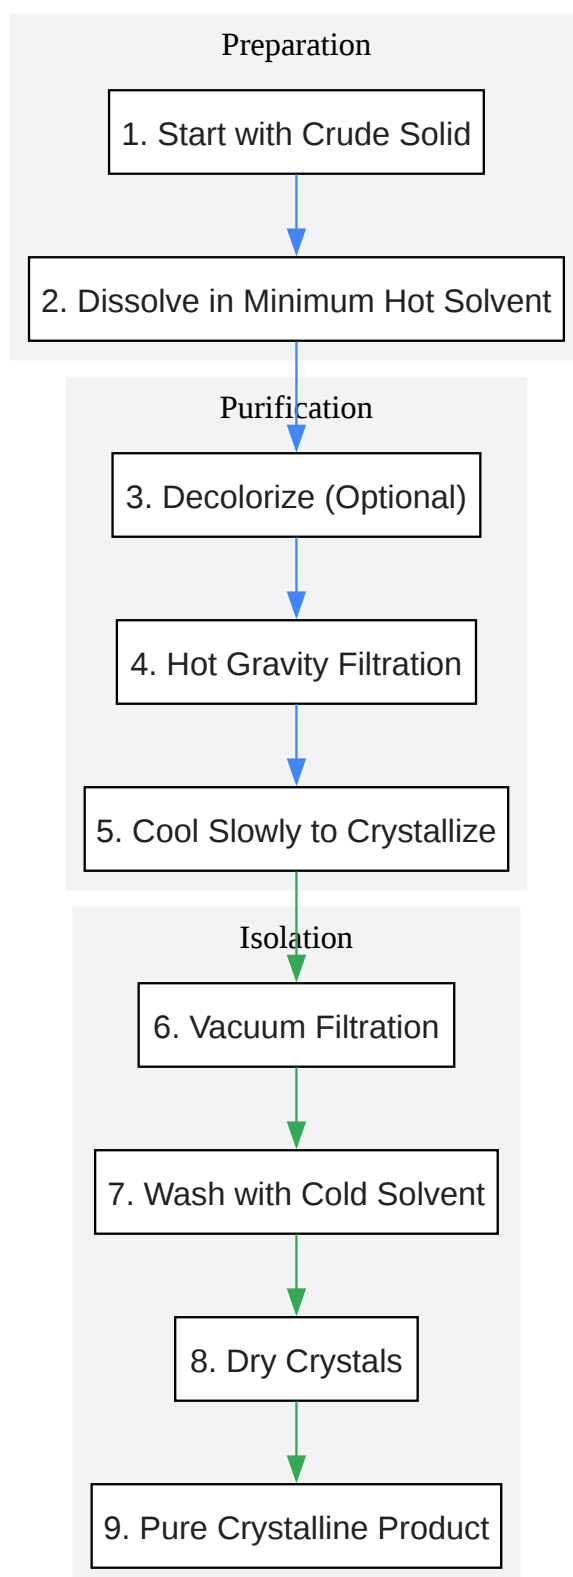 Preparation
1. Start with Crude Solid
2. Dissolve in Minimum Hot Solvent
Purification
3. Decolorize (Optional)
4. Hot Gravity Filtration
5. Cool Slowly to Crystallize
Isolation
6. Vacuum Filtration
7. Wash with Cold Solvent
8. Dry Crystals
9. Pure Crystalline Product